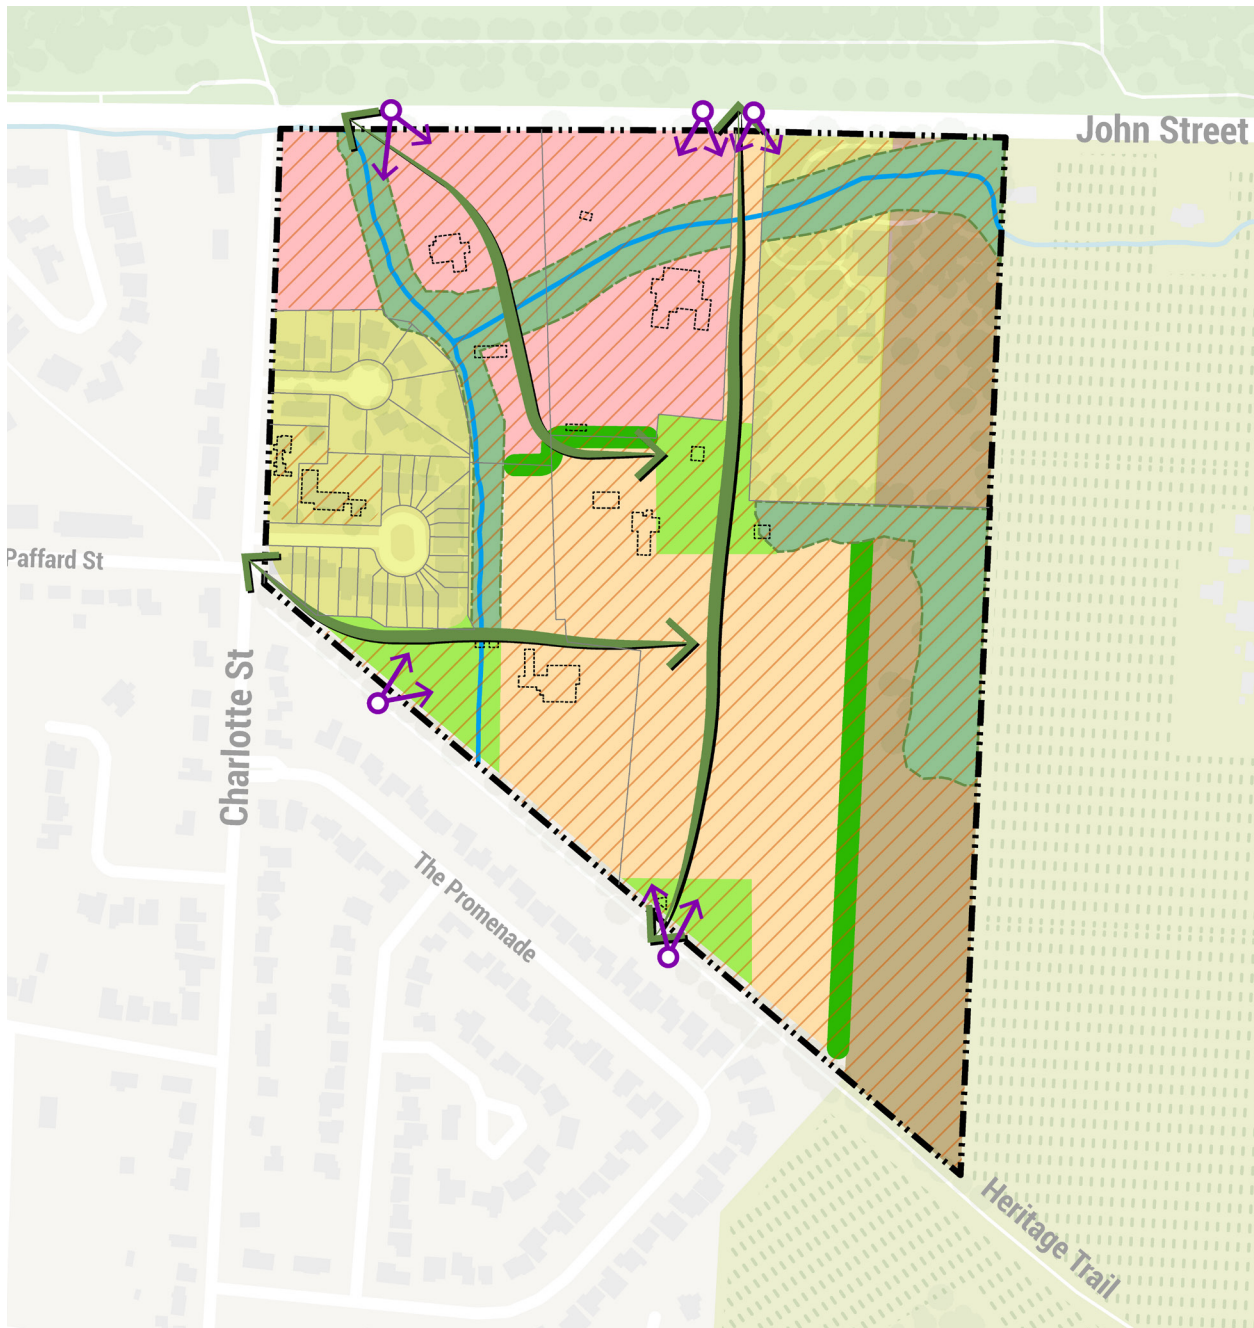 John Street
Paffard St
Charlotte St
The Promenade
Heritage Trail